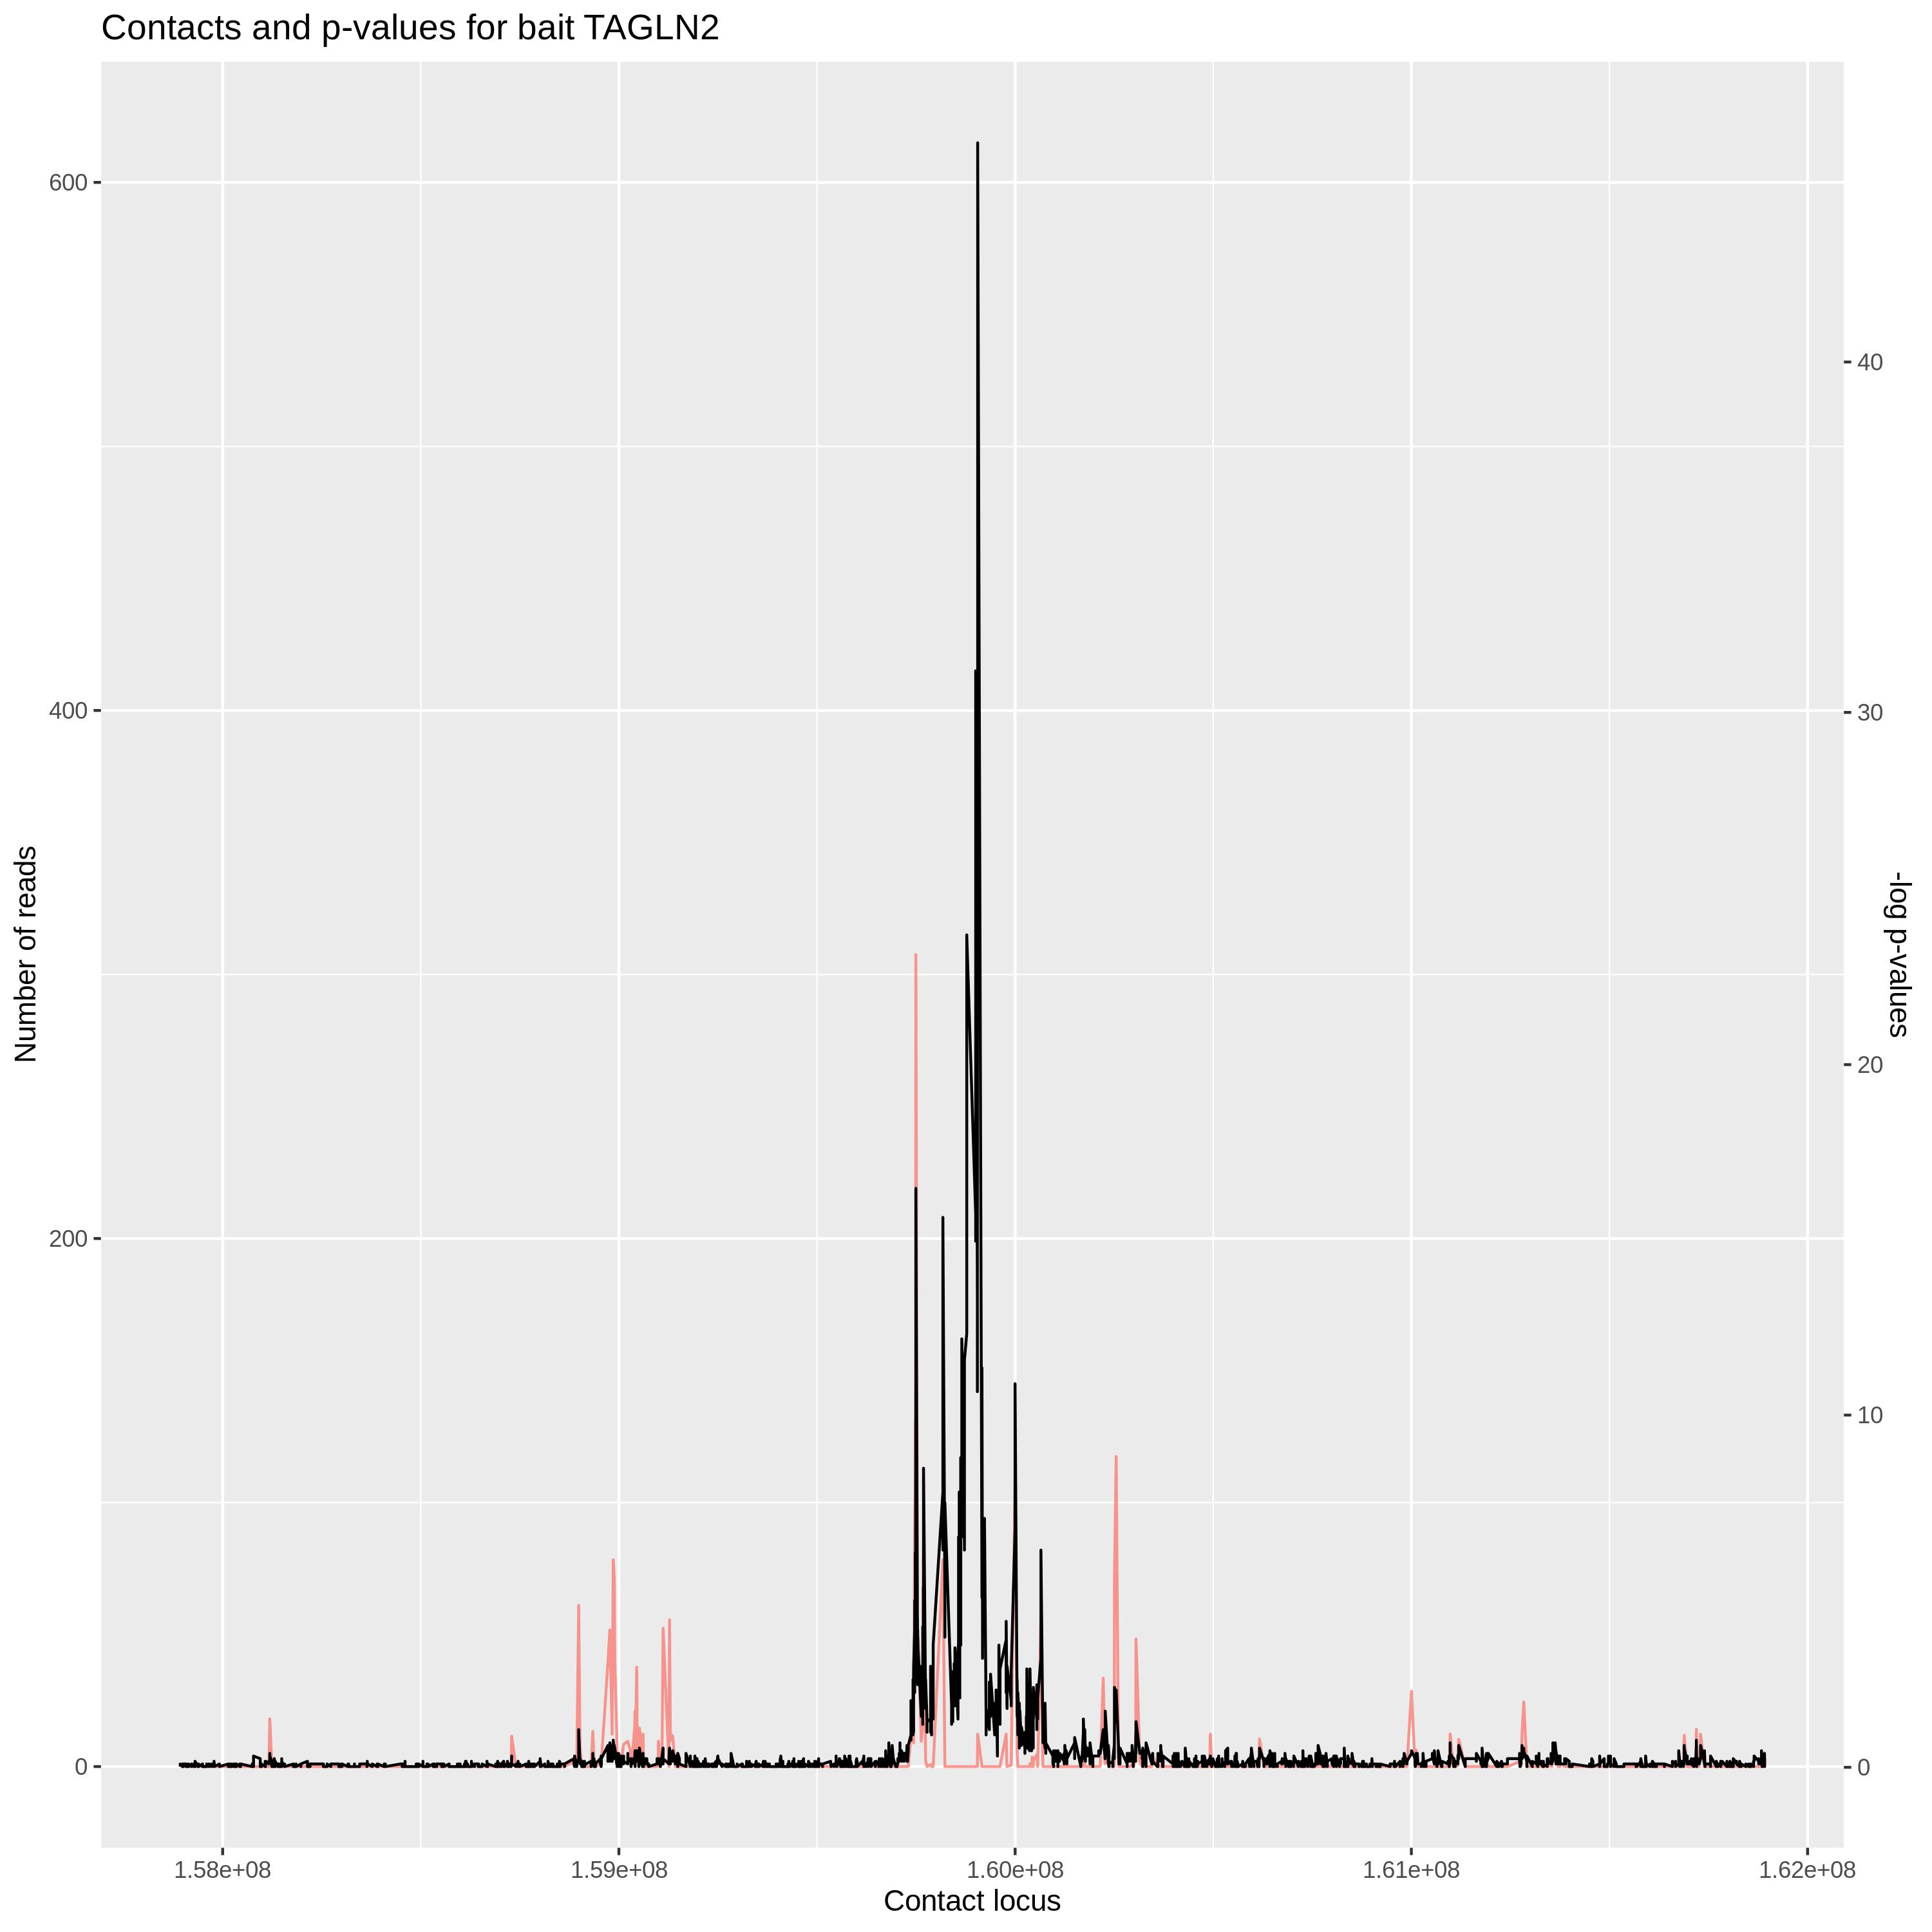 Contacts and p-values for bait TAGLN2
600
400
200
0
Number of reads
40
30
20
10
0
-log p-values
1.58e+08
1.59e+08
1.60e+08
1.61e+08
1.62e+08
Contact locus